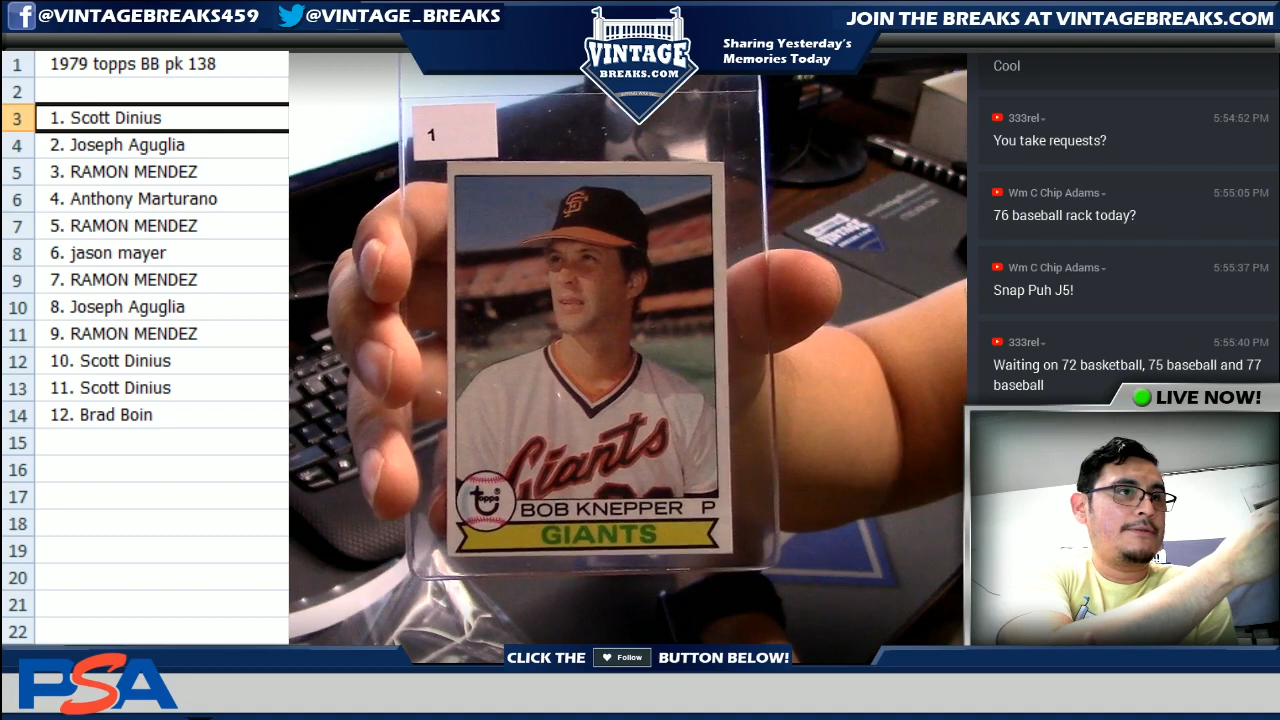 @VINTAGEBREAKS459
@VINTAGE_BREAKS
VINTAGE
BREAKS.COM
Sharing Yesterday's
Memories Today
JOIN THE BREAKS AT VINTAGEBREAKS.COM
1 1979 topps BB pk 138
2
3 1. Scott Dinius
4 2. Joseph Aguglia
5 3. RAMON MENDEZ
6 4. Anthony Marturano
7 5. RAMON MENDEZ
8 6. jason mayer
9 7. RAMON MENDEZ
10 8. Joseph Aguglia
11 9. RAMON MENDEZ
12 10. Scott Dinius
13 11. Scott Dinius
14 12. Brad Boin
15
16
17
18
19
20
21
22
1
SF
Giants
topps
BOB KNEPPER P
GIANTS
Cool
333rel 5:54:52 PM
You take requests?
Wm C Chip Adams 5:55:05 PM
76 baseball rack today?
Wm C Chip Adams 5:55:37 PM
Snap Puh J5!
333rel 5:55:40 PM
Waiting on 72 basketball, 75 baseball and 77
baseball
LIVE NOW!
CLICK THE Follow BUTTON BELOW!
PSA